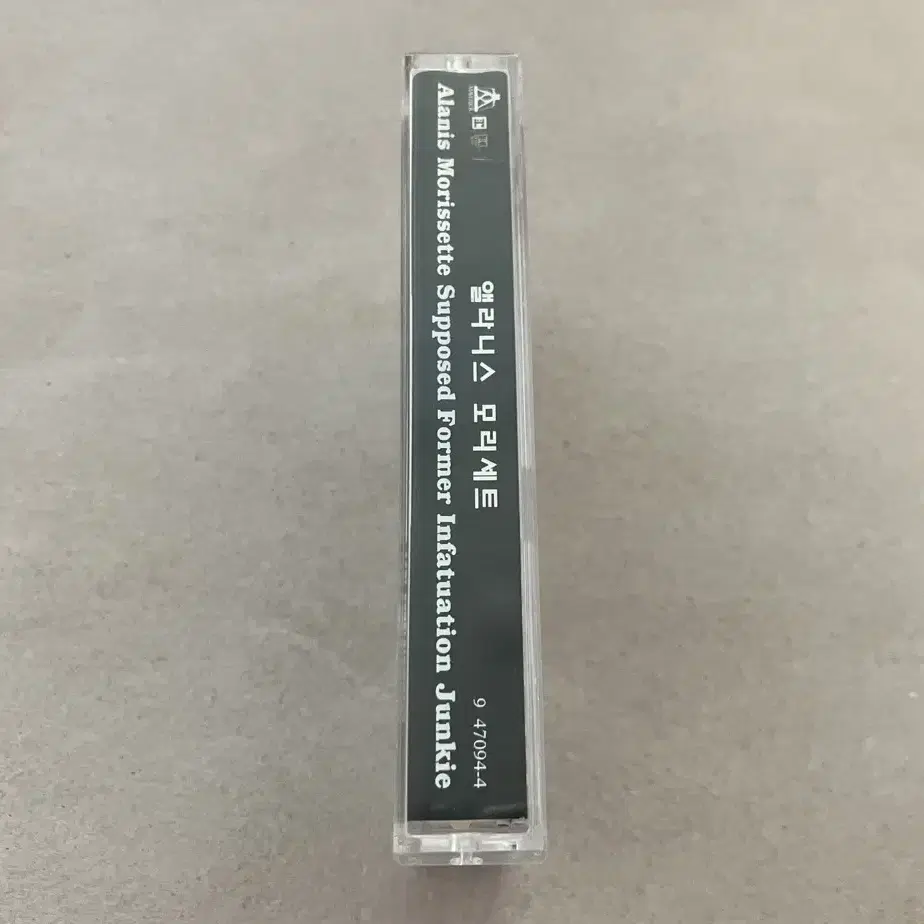 앨라니스 모리세트
9 47094-4
Alanis Morissette Supposed Former Infatuation Junkie